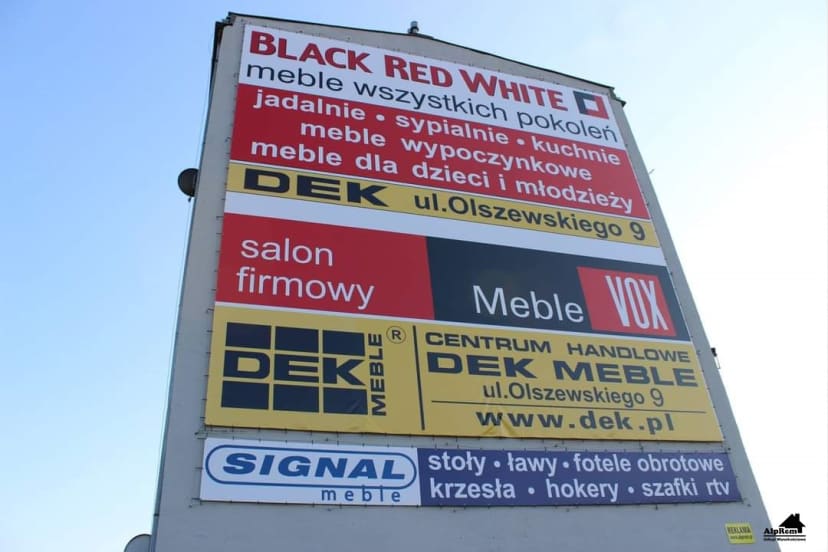 BLACK RED WHITE
meble wszystkich pokoleń
jadalnie • sypialnie • kuchnie
meble wypoczynkowe
meble dla dzieci i młodzieży
DEK ul.Olszewskiego 9
salon
firmowy
Meble VOX
DEK MEBLE ®
CENTRUM HANDLOWE
DEK MEBLE
ul.Olszewskiego 9
www.dek.pl
SIGNAL
meble
stoły • ławy • fotele obrotowe
krzesła • hokery • szafki rtv
REKLAMA
AlpRem